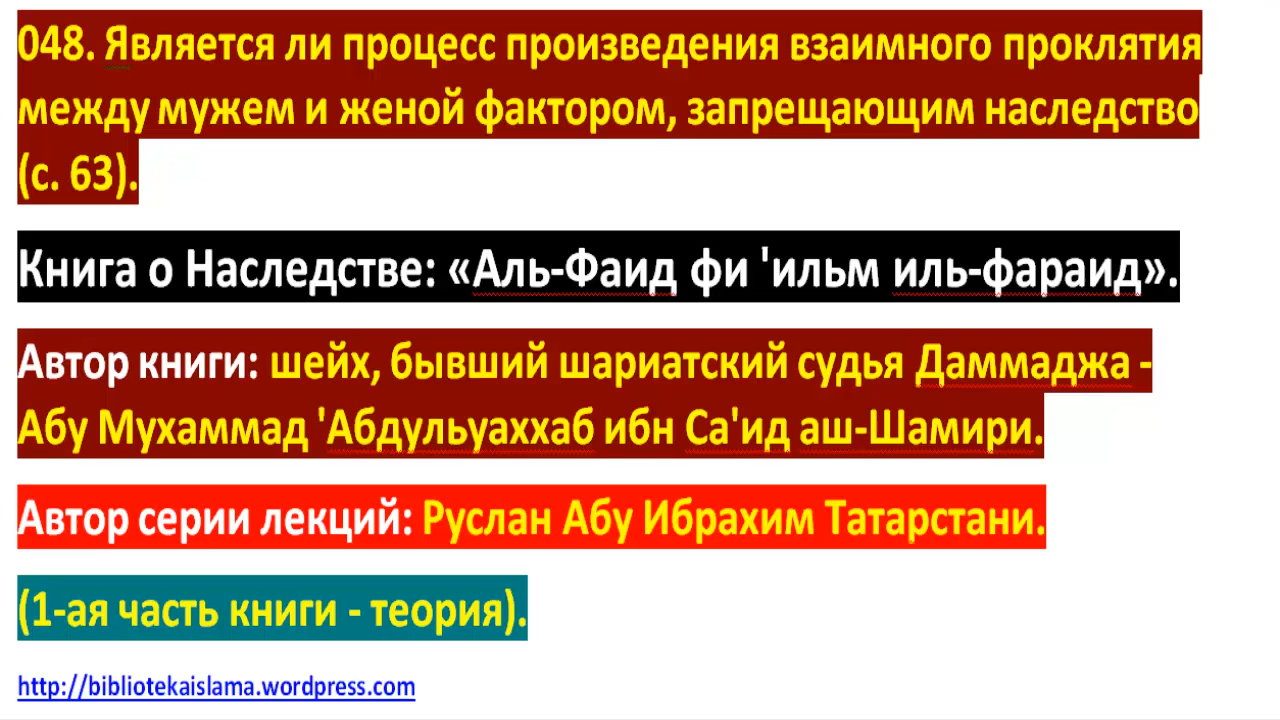 048. Является ли процесс произведения взаимного проклятия
между мужем и женой фактором, запрещающим наследство
(с. 63).
Книга о Наследстве: «Аль-Фаид фи 'ильм иль-фараид».
Автор книги: шейх, бывший шариатский судья Даммаджа -
Абу Мухаммад 'Абдульуаххаб ибн Са'ид аш-Шамири.
Автор серии лекций: Руслан Абу Ибрахим Татарстани.
(1-ая часть книги - теория).
http://bibliotekaislama.wordpress.com